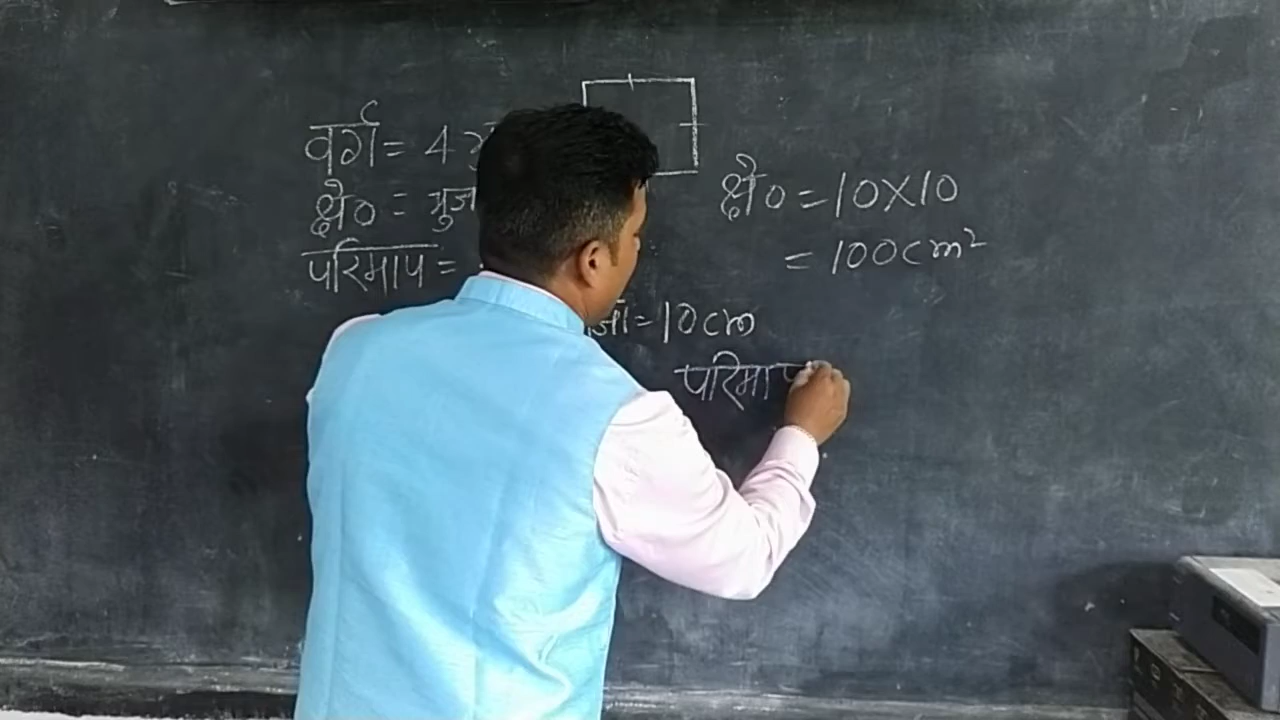 वर्ग = 4
क्षे० =
परिमाप =
क्षे० = 10X10
= 100cm²
= 10cm
परिमाप